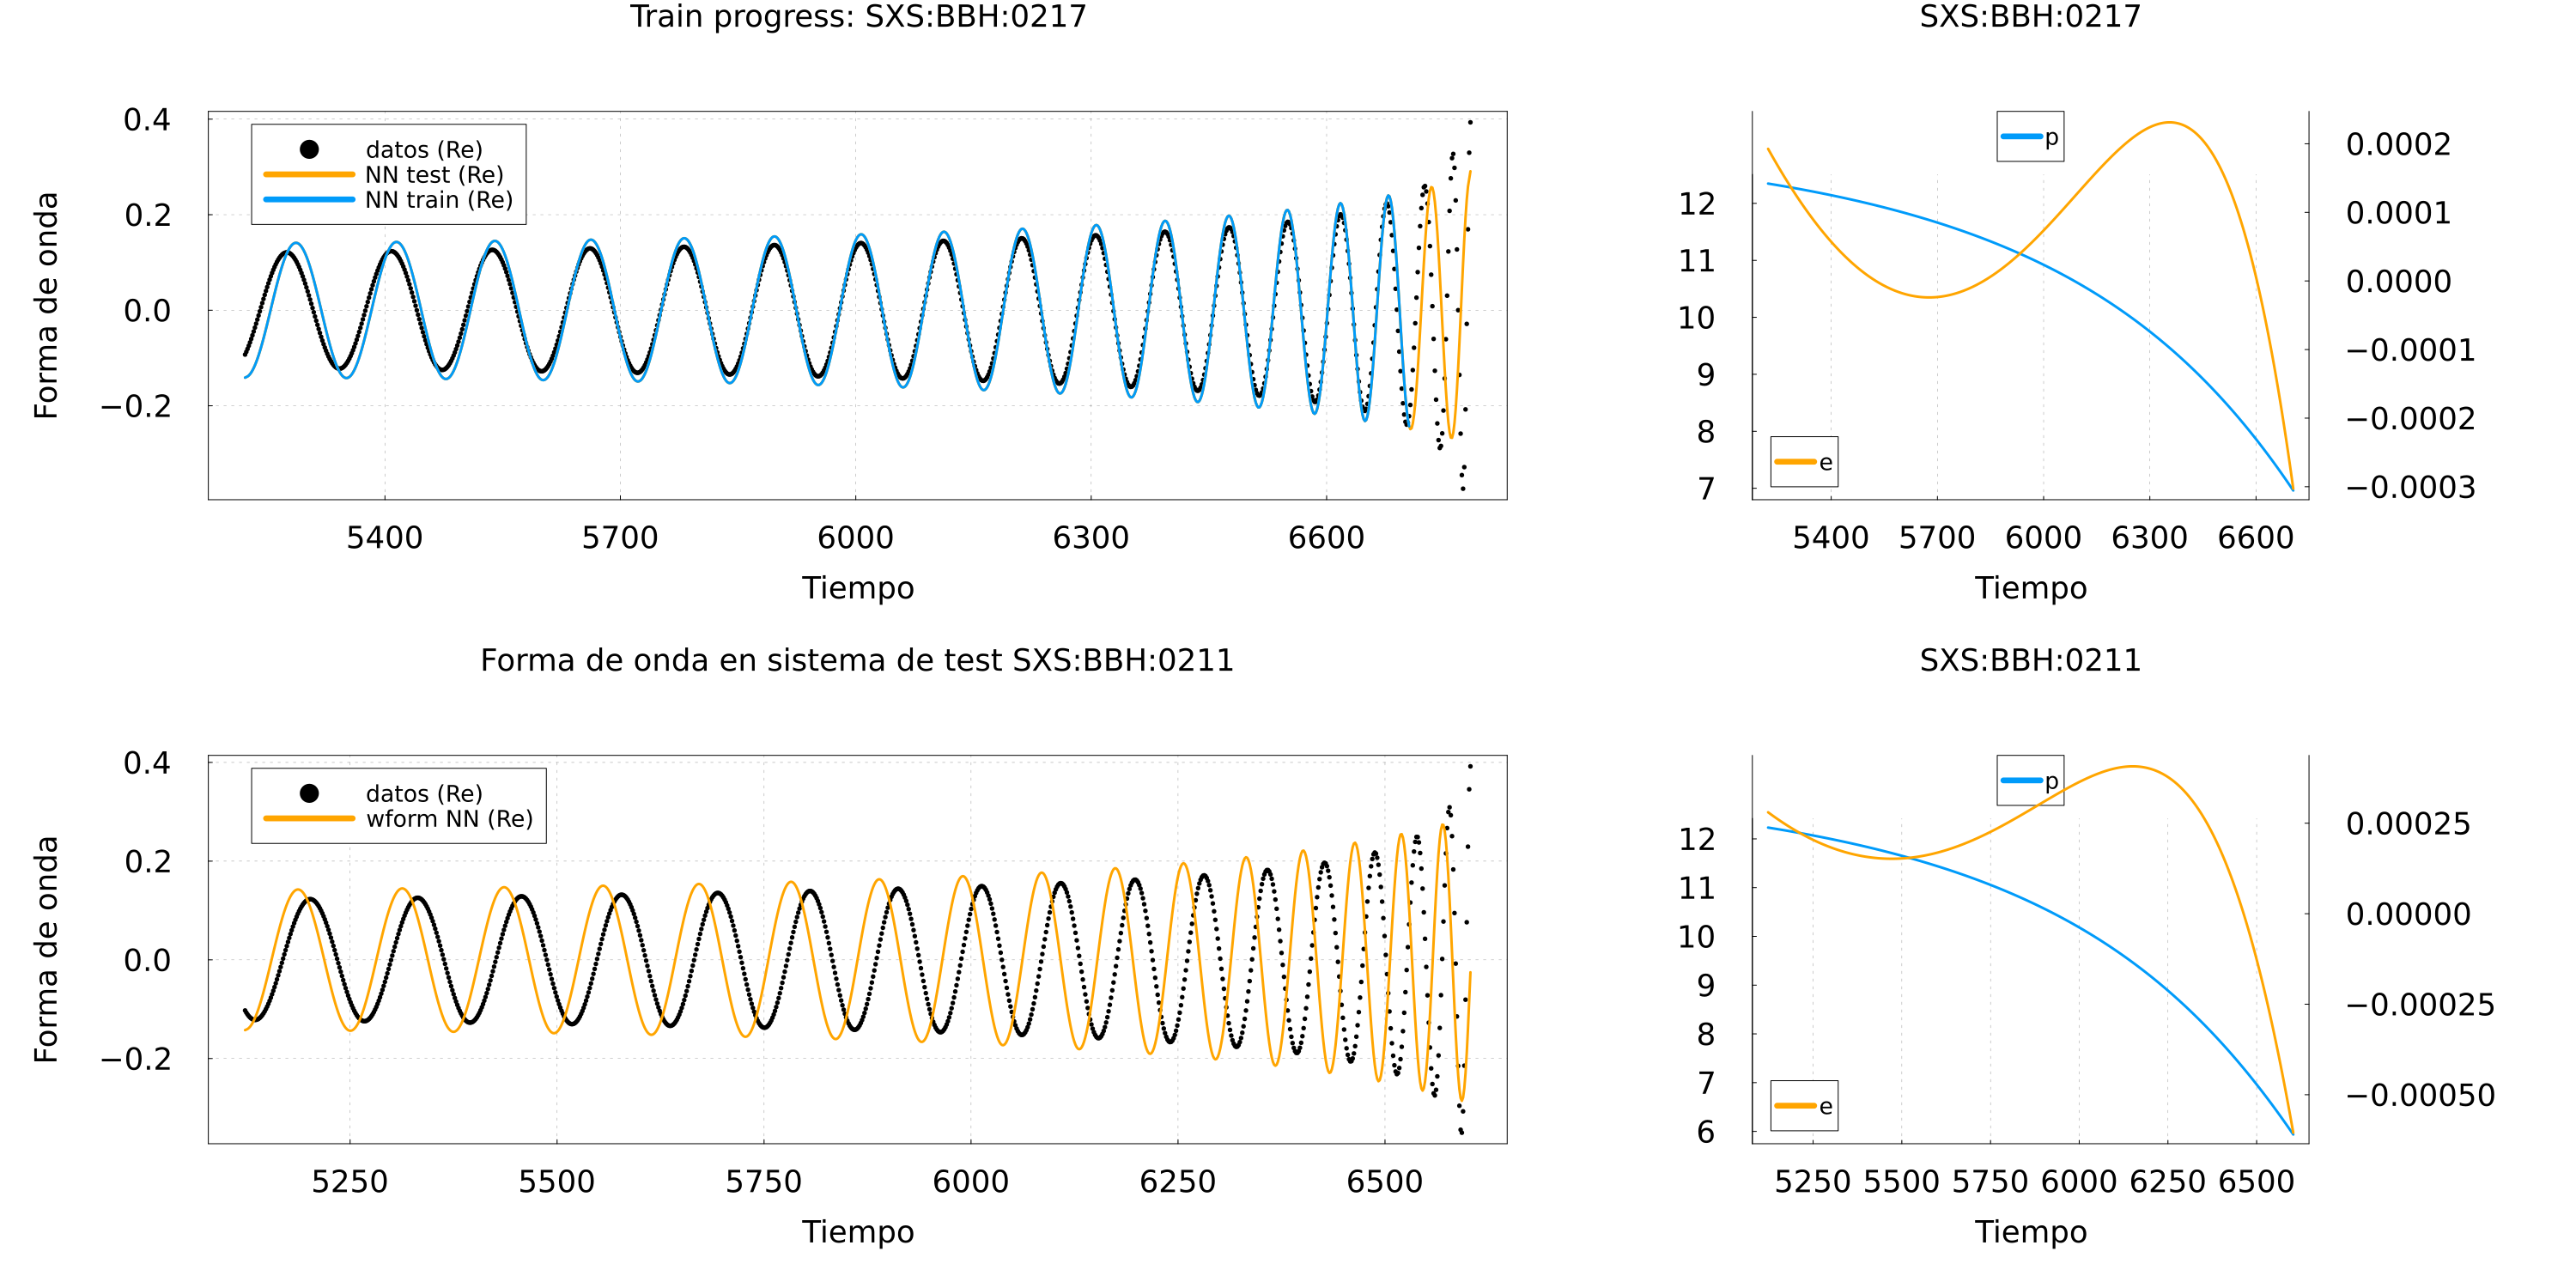 Train progress: SXS:BBH:0217
Forma de onda
0.4
0.2
0.0
−0.2
datos (Re)
NN test (Re)
NN train (Re)
5400 5700 6000 6300 6600
Tiempo
SXS:BBH:0217
12
11
10
9
8
7
p
e
0.0002
0.0001
0.0000
−0.0001
−0.0002
−0.0003
5400 5700 6000 6300 6600
Tiempo
Forma de onda en sistema de test SXS:BBH:0211
Forma de onda
0.4
0.2
0.0
−0.2
datos (Re)
wform NN (Re)
5250 5500 5750 6000 6250 6500
Tiempo
SXS:BBH:0211
12
11
10
9
8
7
6
p
e
0.00025
0.00000
−0.00025
−0.00050
5250 5500 5750 6000 6250 6500
Tiempo